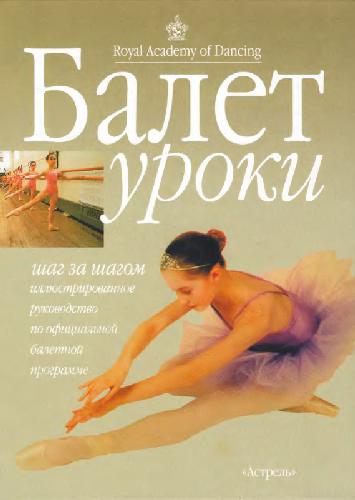 Royal Academy of Dancing
Балет
уроки
шаг за шагом
иллюстрированное
руководство
по официальной
балетной
программе
«Астрель»